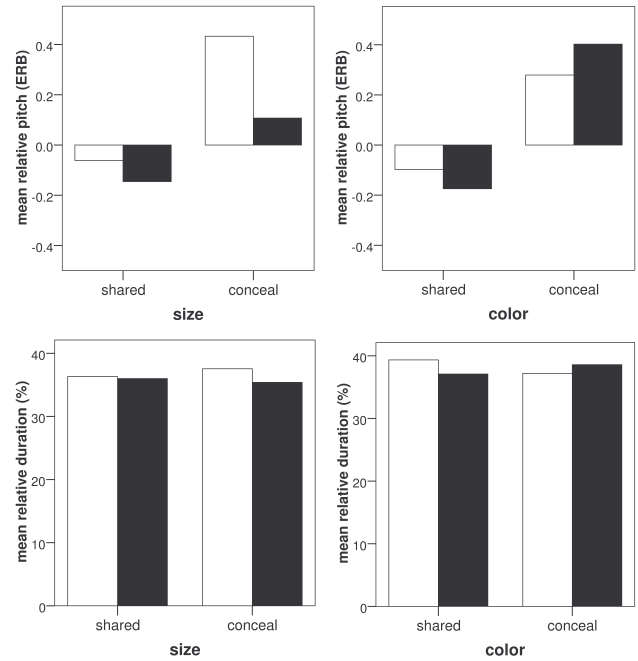 mean relative pitch (ERB)
0.4
0.2
0.0
-0.2
-0.4
shared conceal
size
mean relative pitch (ERB)
0.4
0.2
0.0
-0.2
-0.4
shared conceal
color
mean relative duration (%)
40
30
20
10
0
shared conceal
size
mean relative duration (%)
40
30
20
10
0
shared conceal
color